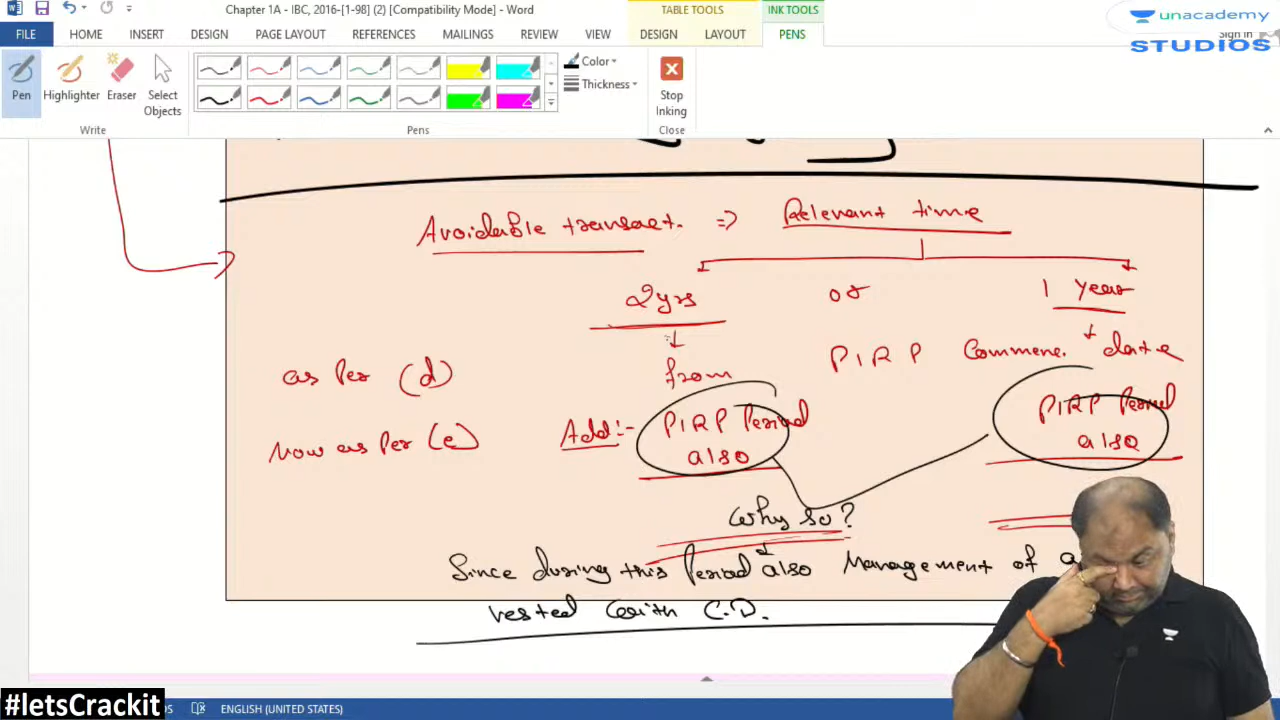 Chapter 1A - IBC, 2016-[1-98] (2) [Compatibility Mode] - Word
TABLE TOOLS
INK TOOLS
unacademy
STUDIOS
Sign in
FILE HOME INSERT DESIGN PAGE LAYOUT REFERENCES MAILINGS REVIEW VIEW DESIGN LAYOUT PENS
Pen
Highlighter
Eraser
Select Objects
Color
Thickness
Stop Inking
Write
Pens
Close
Avoidable transact. => Relevant time
2yrs or 1 year
from PIRP Commenc. date
as Per (d)
Now as Per (e) Add:- PIRP Period also PIRP Period also
Why so?
Since during this Period also Management of
vested with C.D.
#letsCrackit
ENGLISH (UNITED STATES)